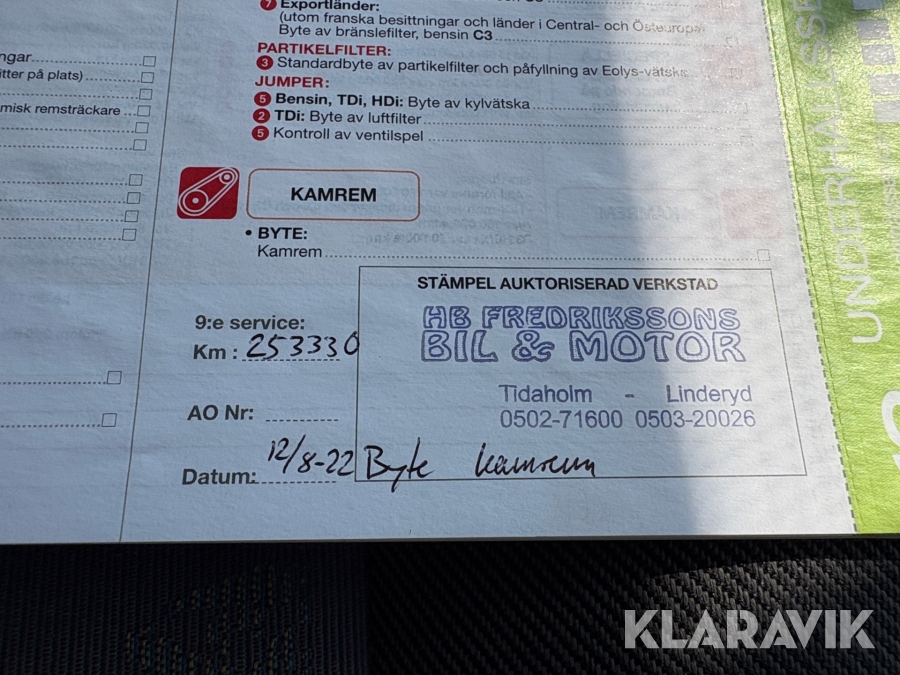 Exportländer:
(utom franska besittningar och länder i Central- och Östeuropa
Byte av bränslefilter, bensin C3
PARTIKELFILTER:
3 Standardbyte av partikelfilter och påfyllning av Eolys-vätska
JUMPER:
5 Bensin, TDi, HDi: Byte av kylvätska
2 TDi: Byte av luftfilter
5 Kontroll av ventilspel
ngar
itter på plats)
misk remsträckare
KAMREM
• BYTE:
Kamrem
STÄMPEL AUKTORISERAD VERKSTAD
HB FREDRIKSSONS
BIL & MOTOR
Tidaholm - Linderyd
0502-71600 0503-20026
9:e service:
Km : 253330
AO Nr:
Datum: 12/8-22 Byte kamrem
KLARAVIK